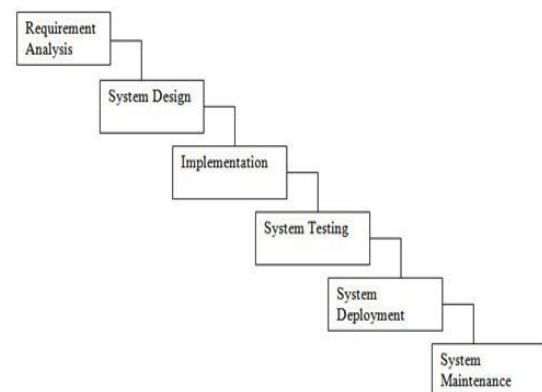 Requirement
Analysis
System Design
Implementation
System Testing
System
Deployment
System
Maintenance